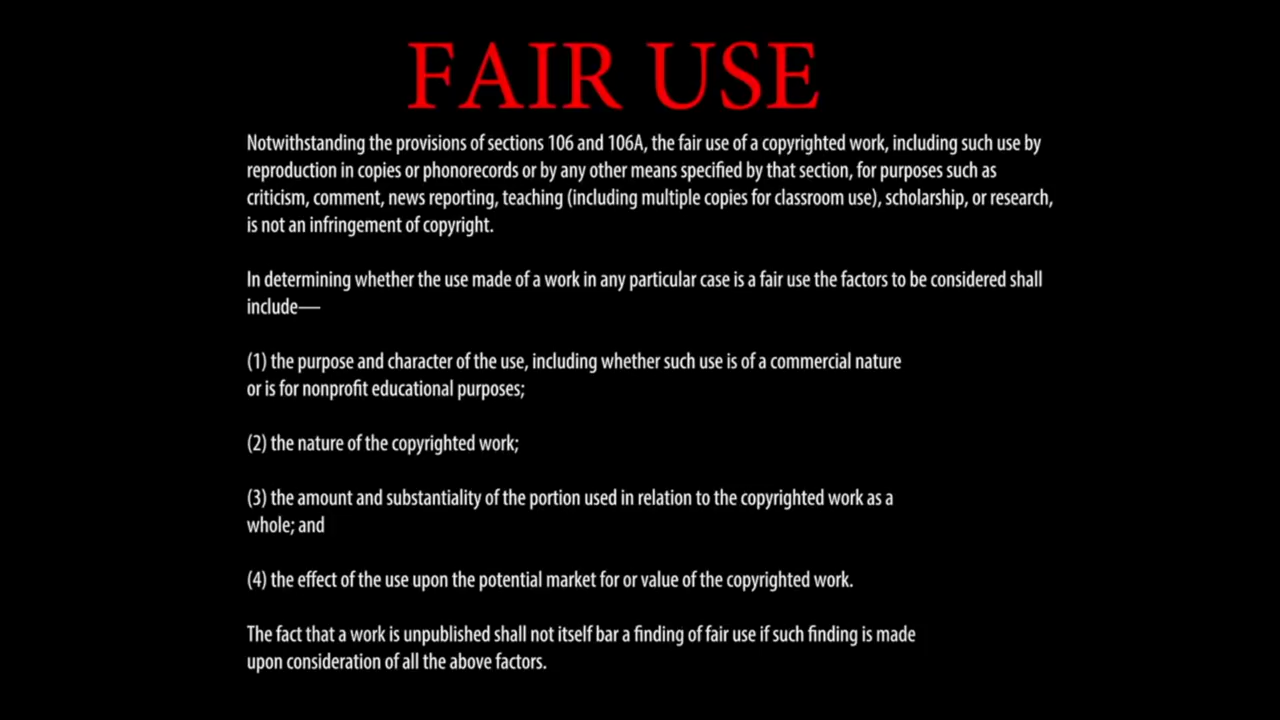 FAIR USE
Notwithstanding the provisions of sections 106 and 106A, the fair use of a copyrighted work, including such use by
reproduction in copies or phonorecords or by any other means specified by that section, for purposes such as
criticism, comment, news reporting, teaching (including multiple copies for classroom use), scholarship, or research,
is not an infringement of copyright.
In determining whether the use made of a work in any particular case is a fair use the factors to be considered shall
include—
(1) the purpose and character of the use, including whether such use is of a commercial nature
or is for nonprofit educational purposes;
(2) the nature of the copyrighted work;
(3) the amount and substantiality of the portion used in relation to the copyrighted work as a
whole; and
(4) the effect of the use upon the potential market for or value of the copyrighted work.
The fact that a work is unpublished shall not itself bar a finding of fair use if such finding is made
upon consideration of all the above factors.